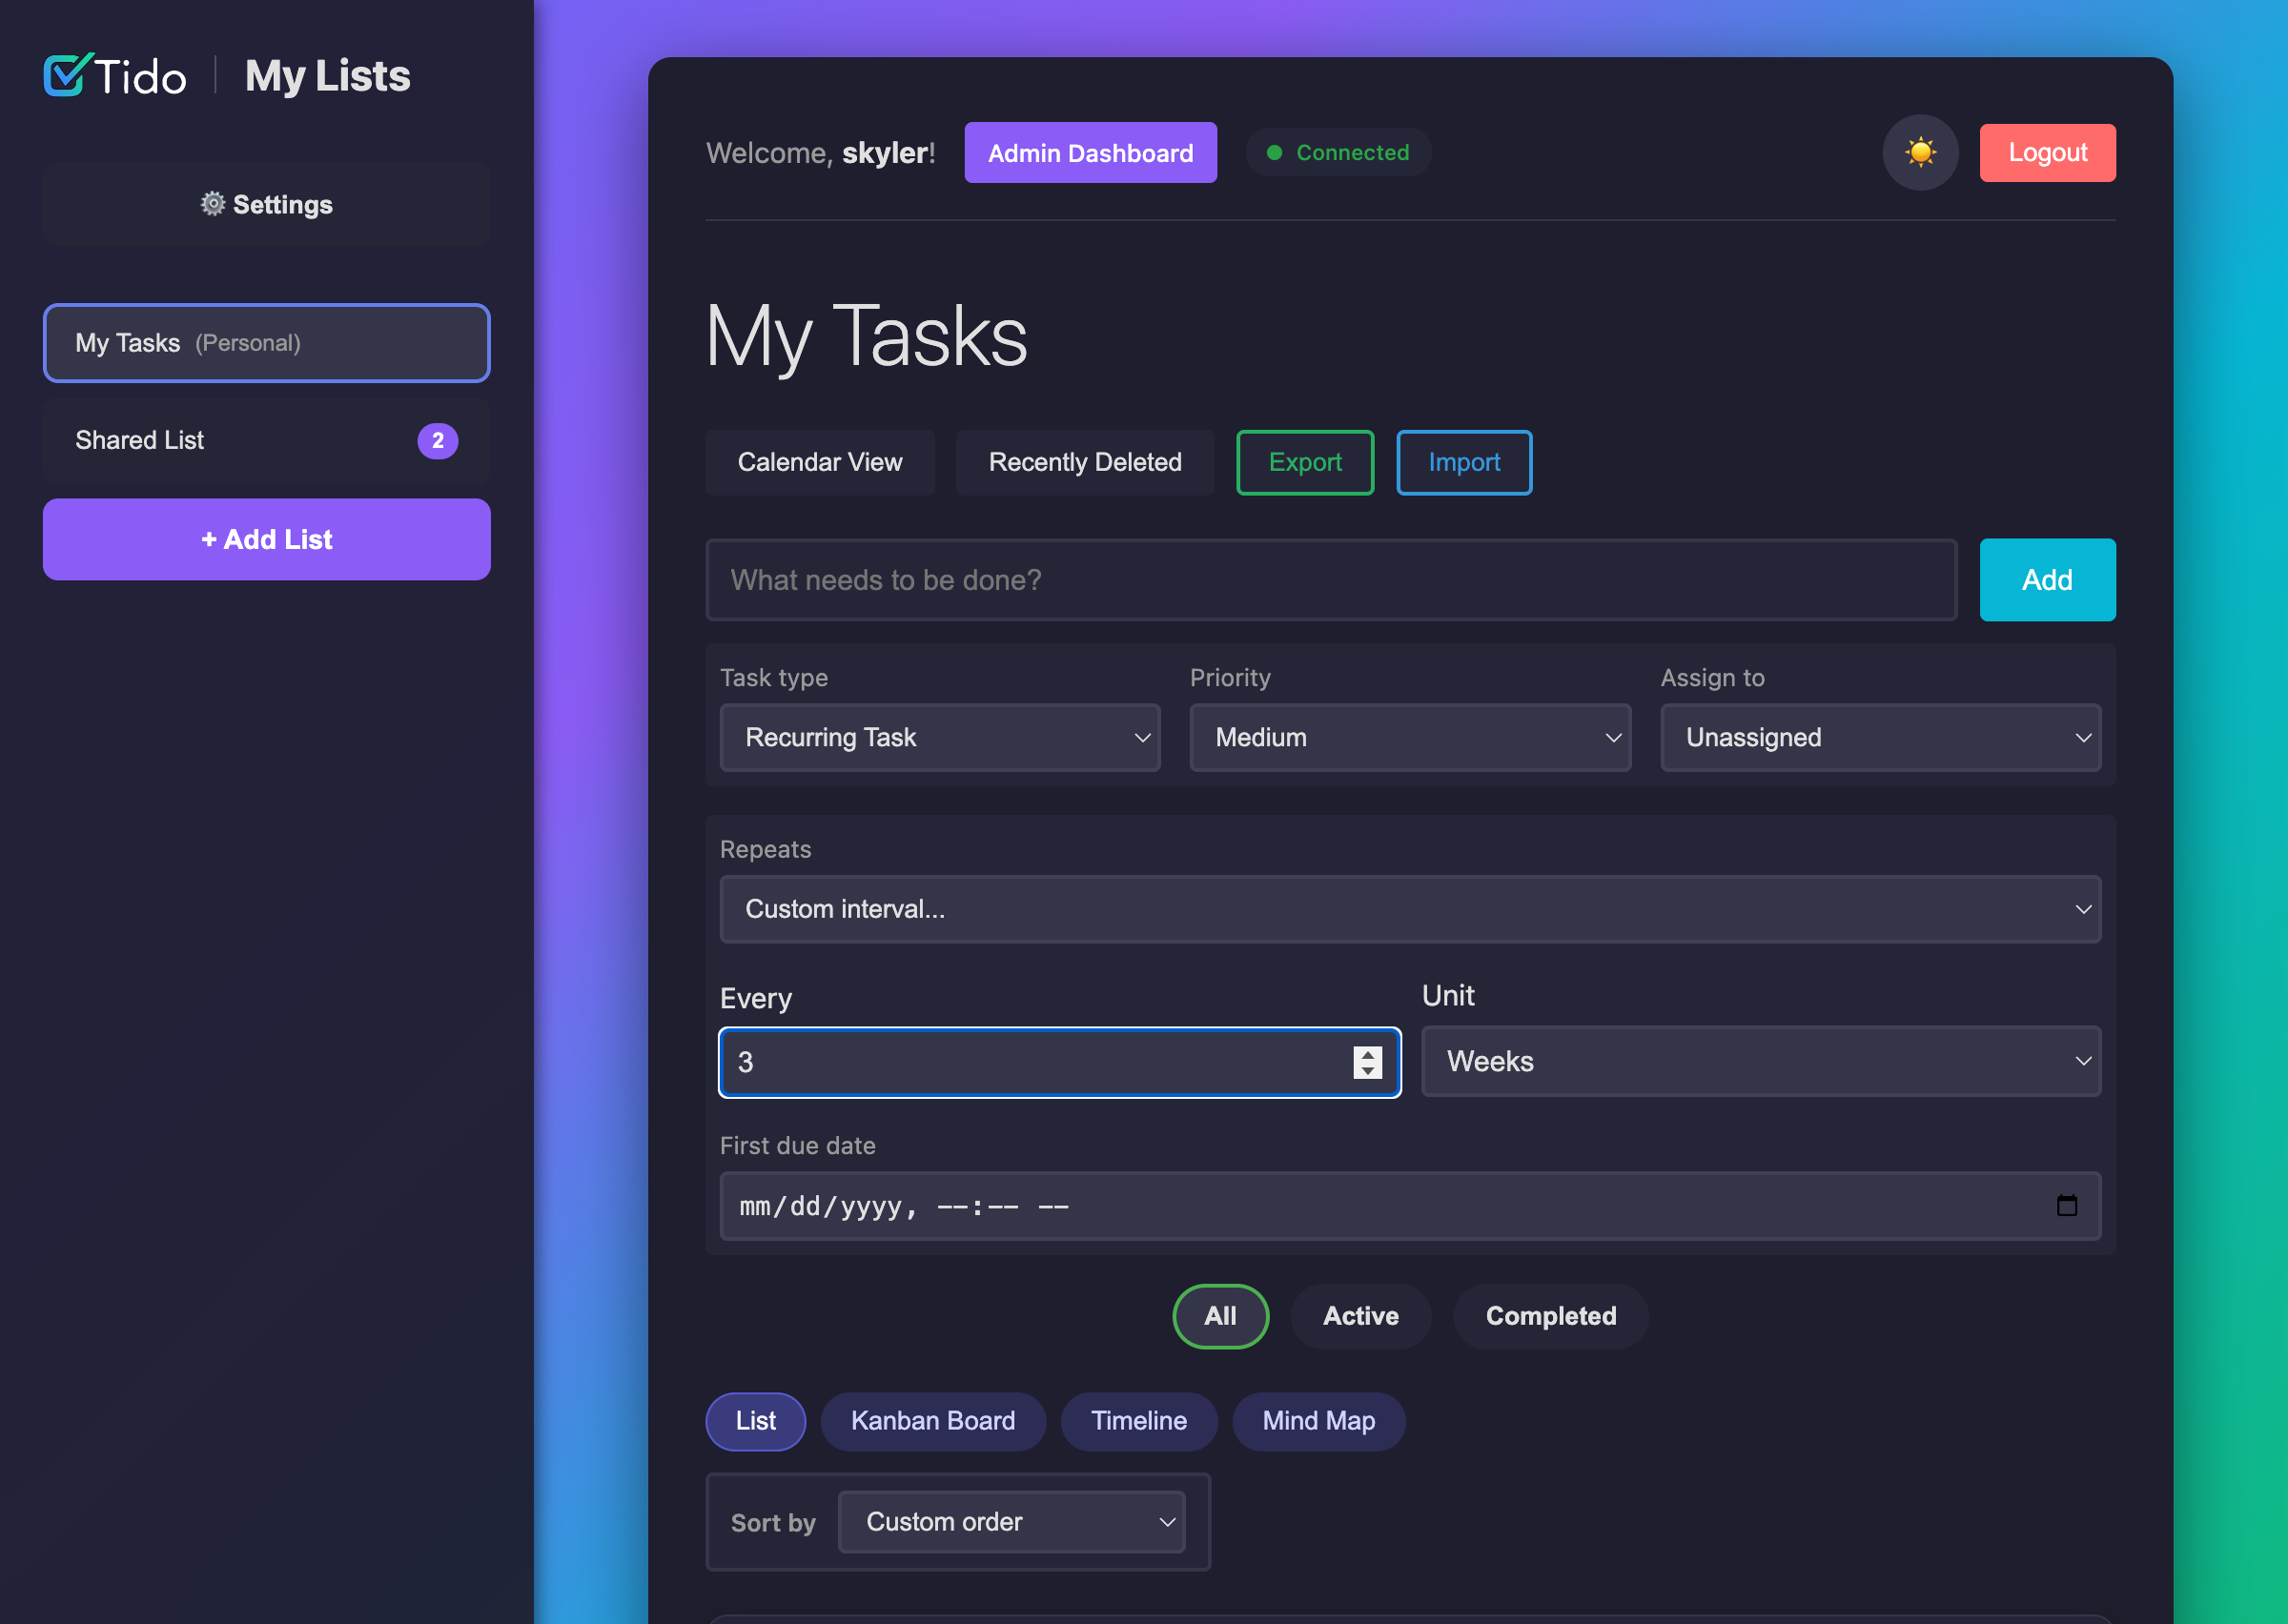 Tido
My Lists
⚙️ Settings
My Tasks (Personal)
Shared List 2
+ Add List
Welcome, skyler!
Admin Dashboard
Connected
Logout
My Tasks
Calendar View
Recently Deleted
Export
Import
What needs to be done?
Add
Task type
Priority
Assign to
Recurring Task
Medium
Unassigned
Repeats
Custom interval...
Every
Unit
3
Weeks
First due date
mm/dd/yyyy, --:-- --
All
Active
Completed
List
Kanban Board
Timeline
Mind Map
Sort by
Custom order